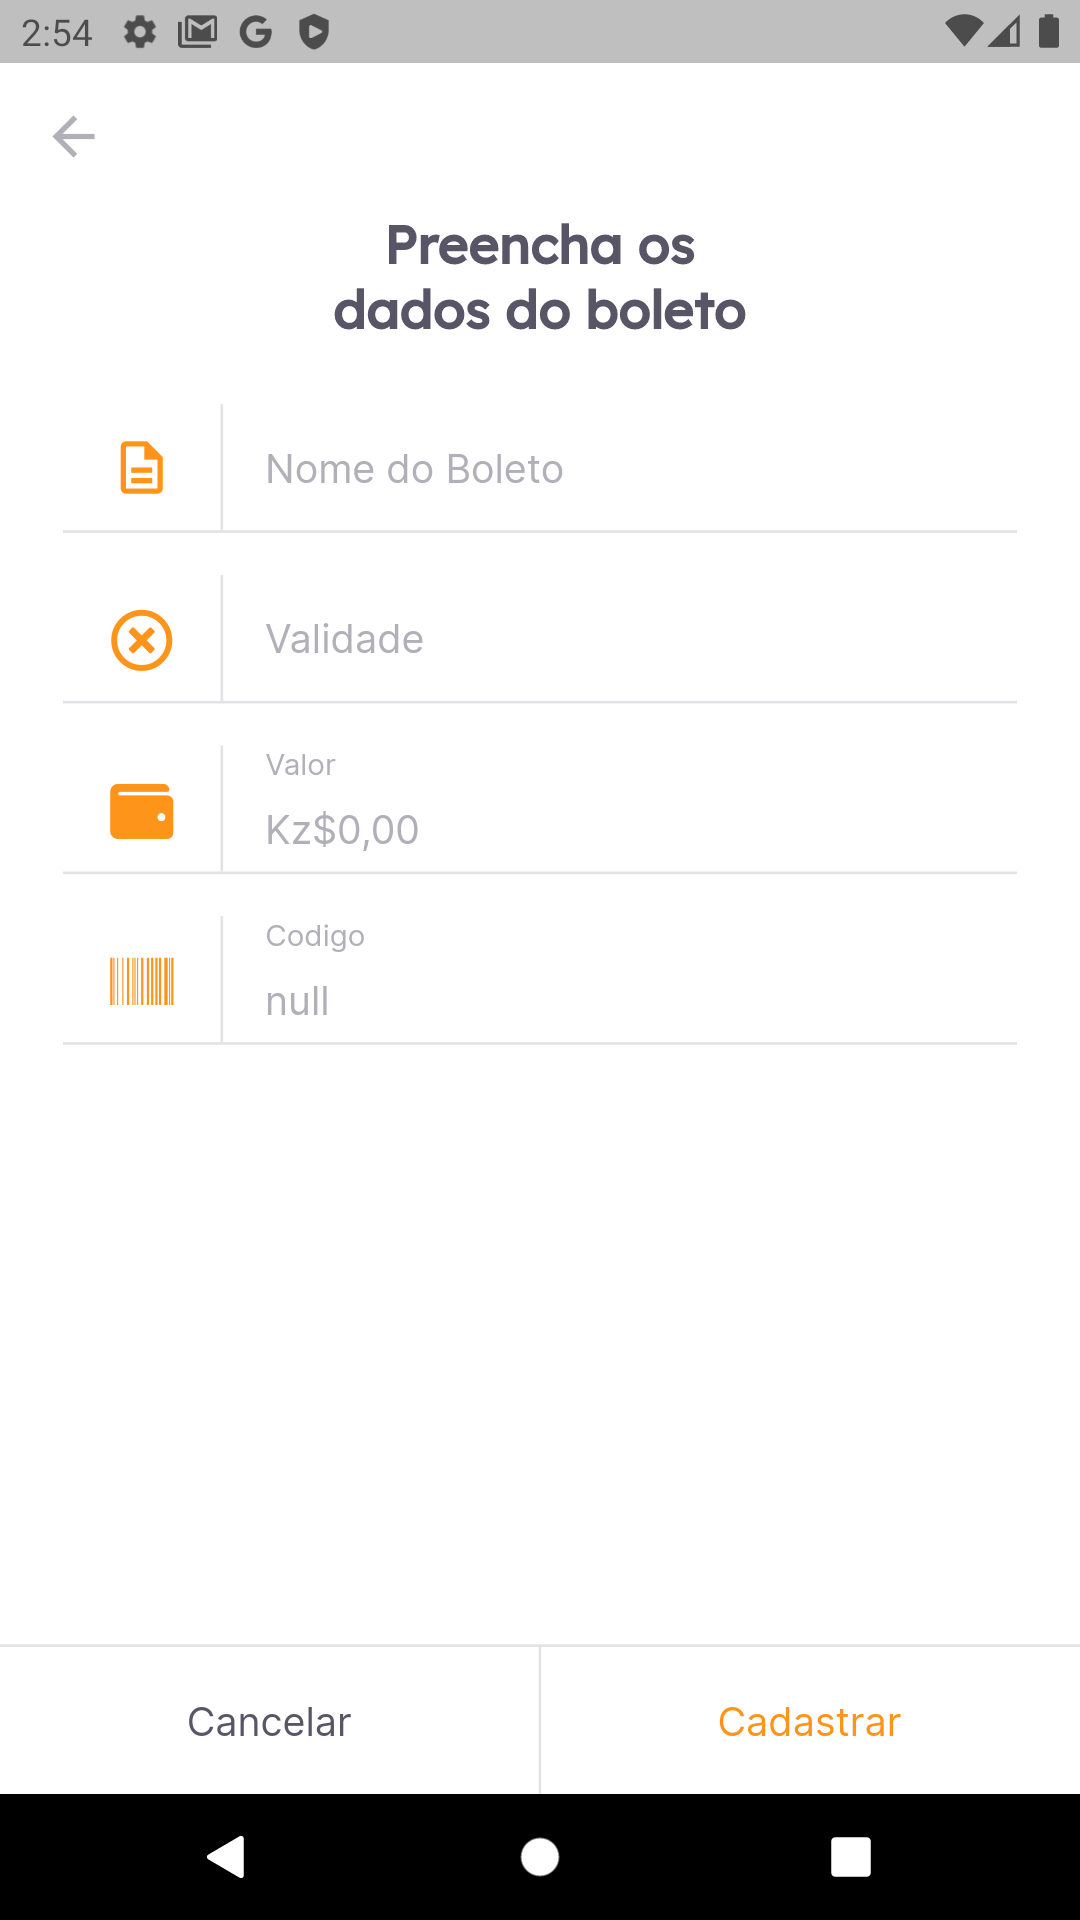 2:54
Preencha os
dados do boleto
Nome do Boleto
Validade
Valor
Kz$0,00
Codigo
null
Cancelar
Cadastrar